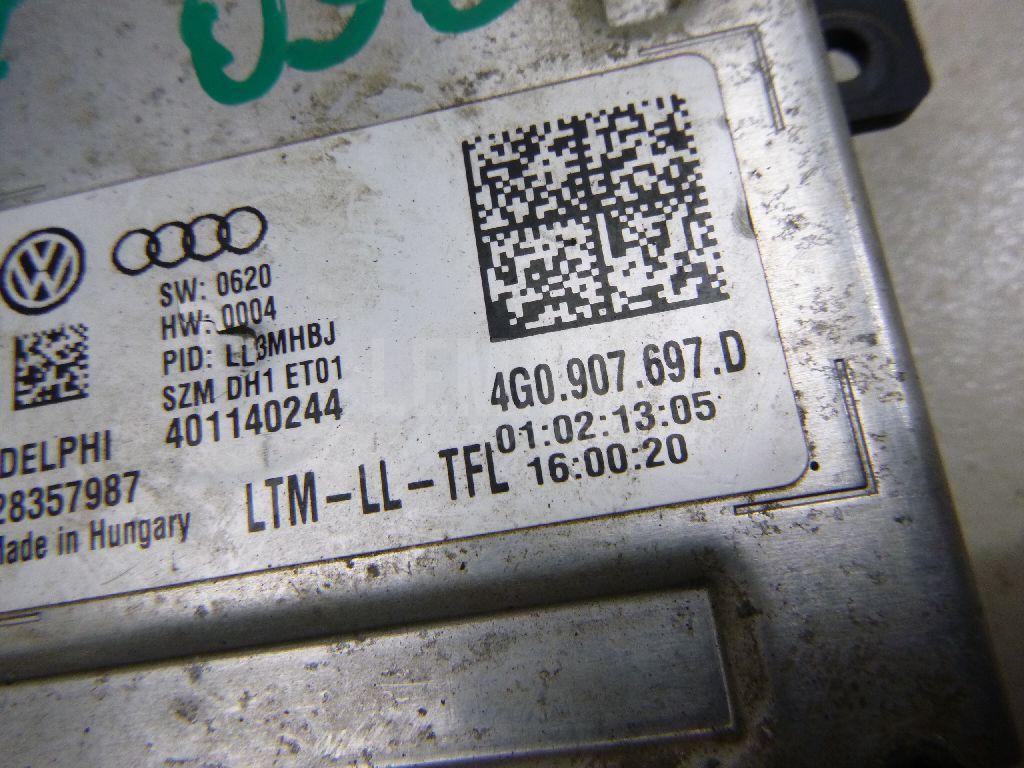 SW: 0620
HW: 0004
PID: LL3MHBJ
SZM DH1 ET01
401140244
DELPHI
28357987
Made in Hungary
LTM-LL-TFL
4G0.907.697.D
01:02:13:05
16:00:20